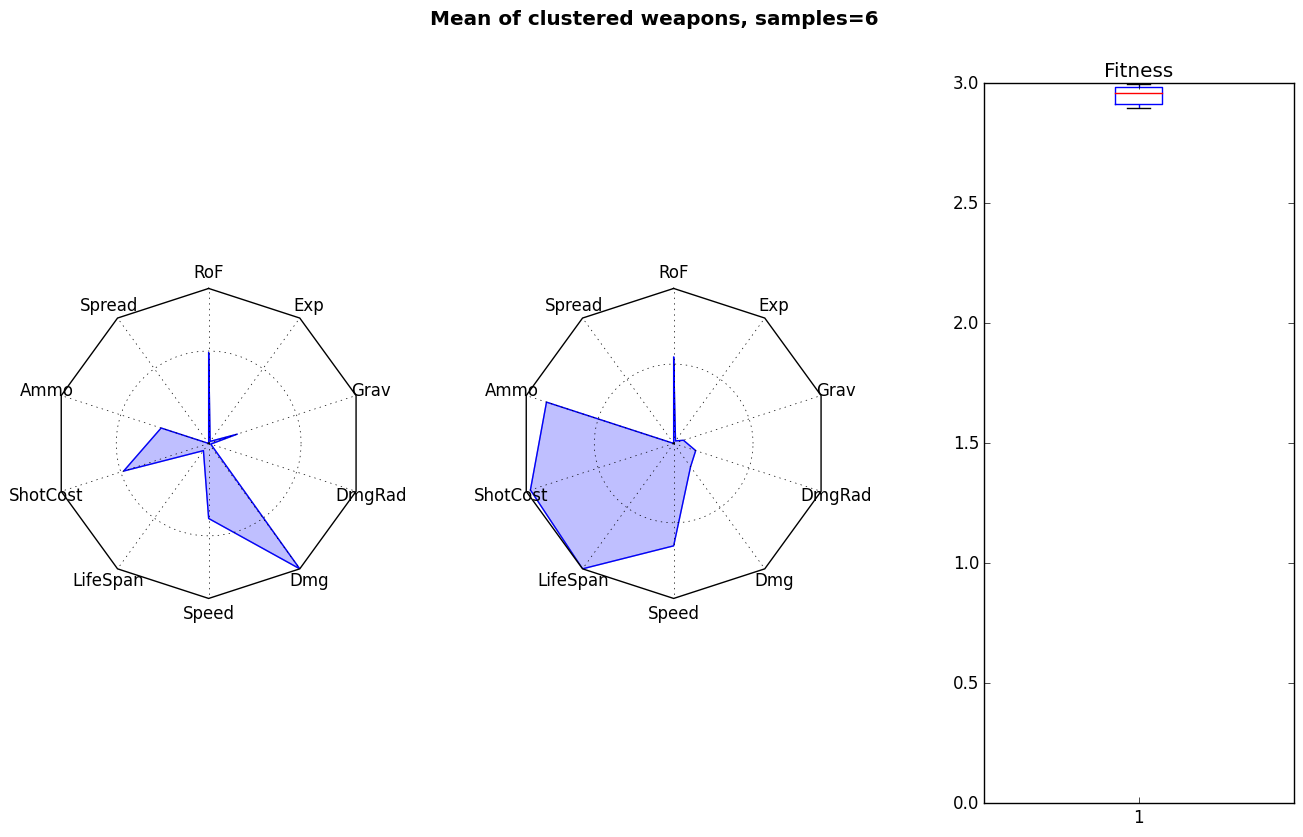 Mean of clustered weapons, samples=6
RoF
Exp
Grav
DmgRad
Dmg
Speed
LifeSpan
ShotCost
Ammo
Spread
RoF
Exp
Grav
DmgRad
Dmg
Speed
LifeSpan
ShotCost
Ammo
Spread
Fitness
3.0
2.5
2.0
1.5
1.0
0.5
0.0
1